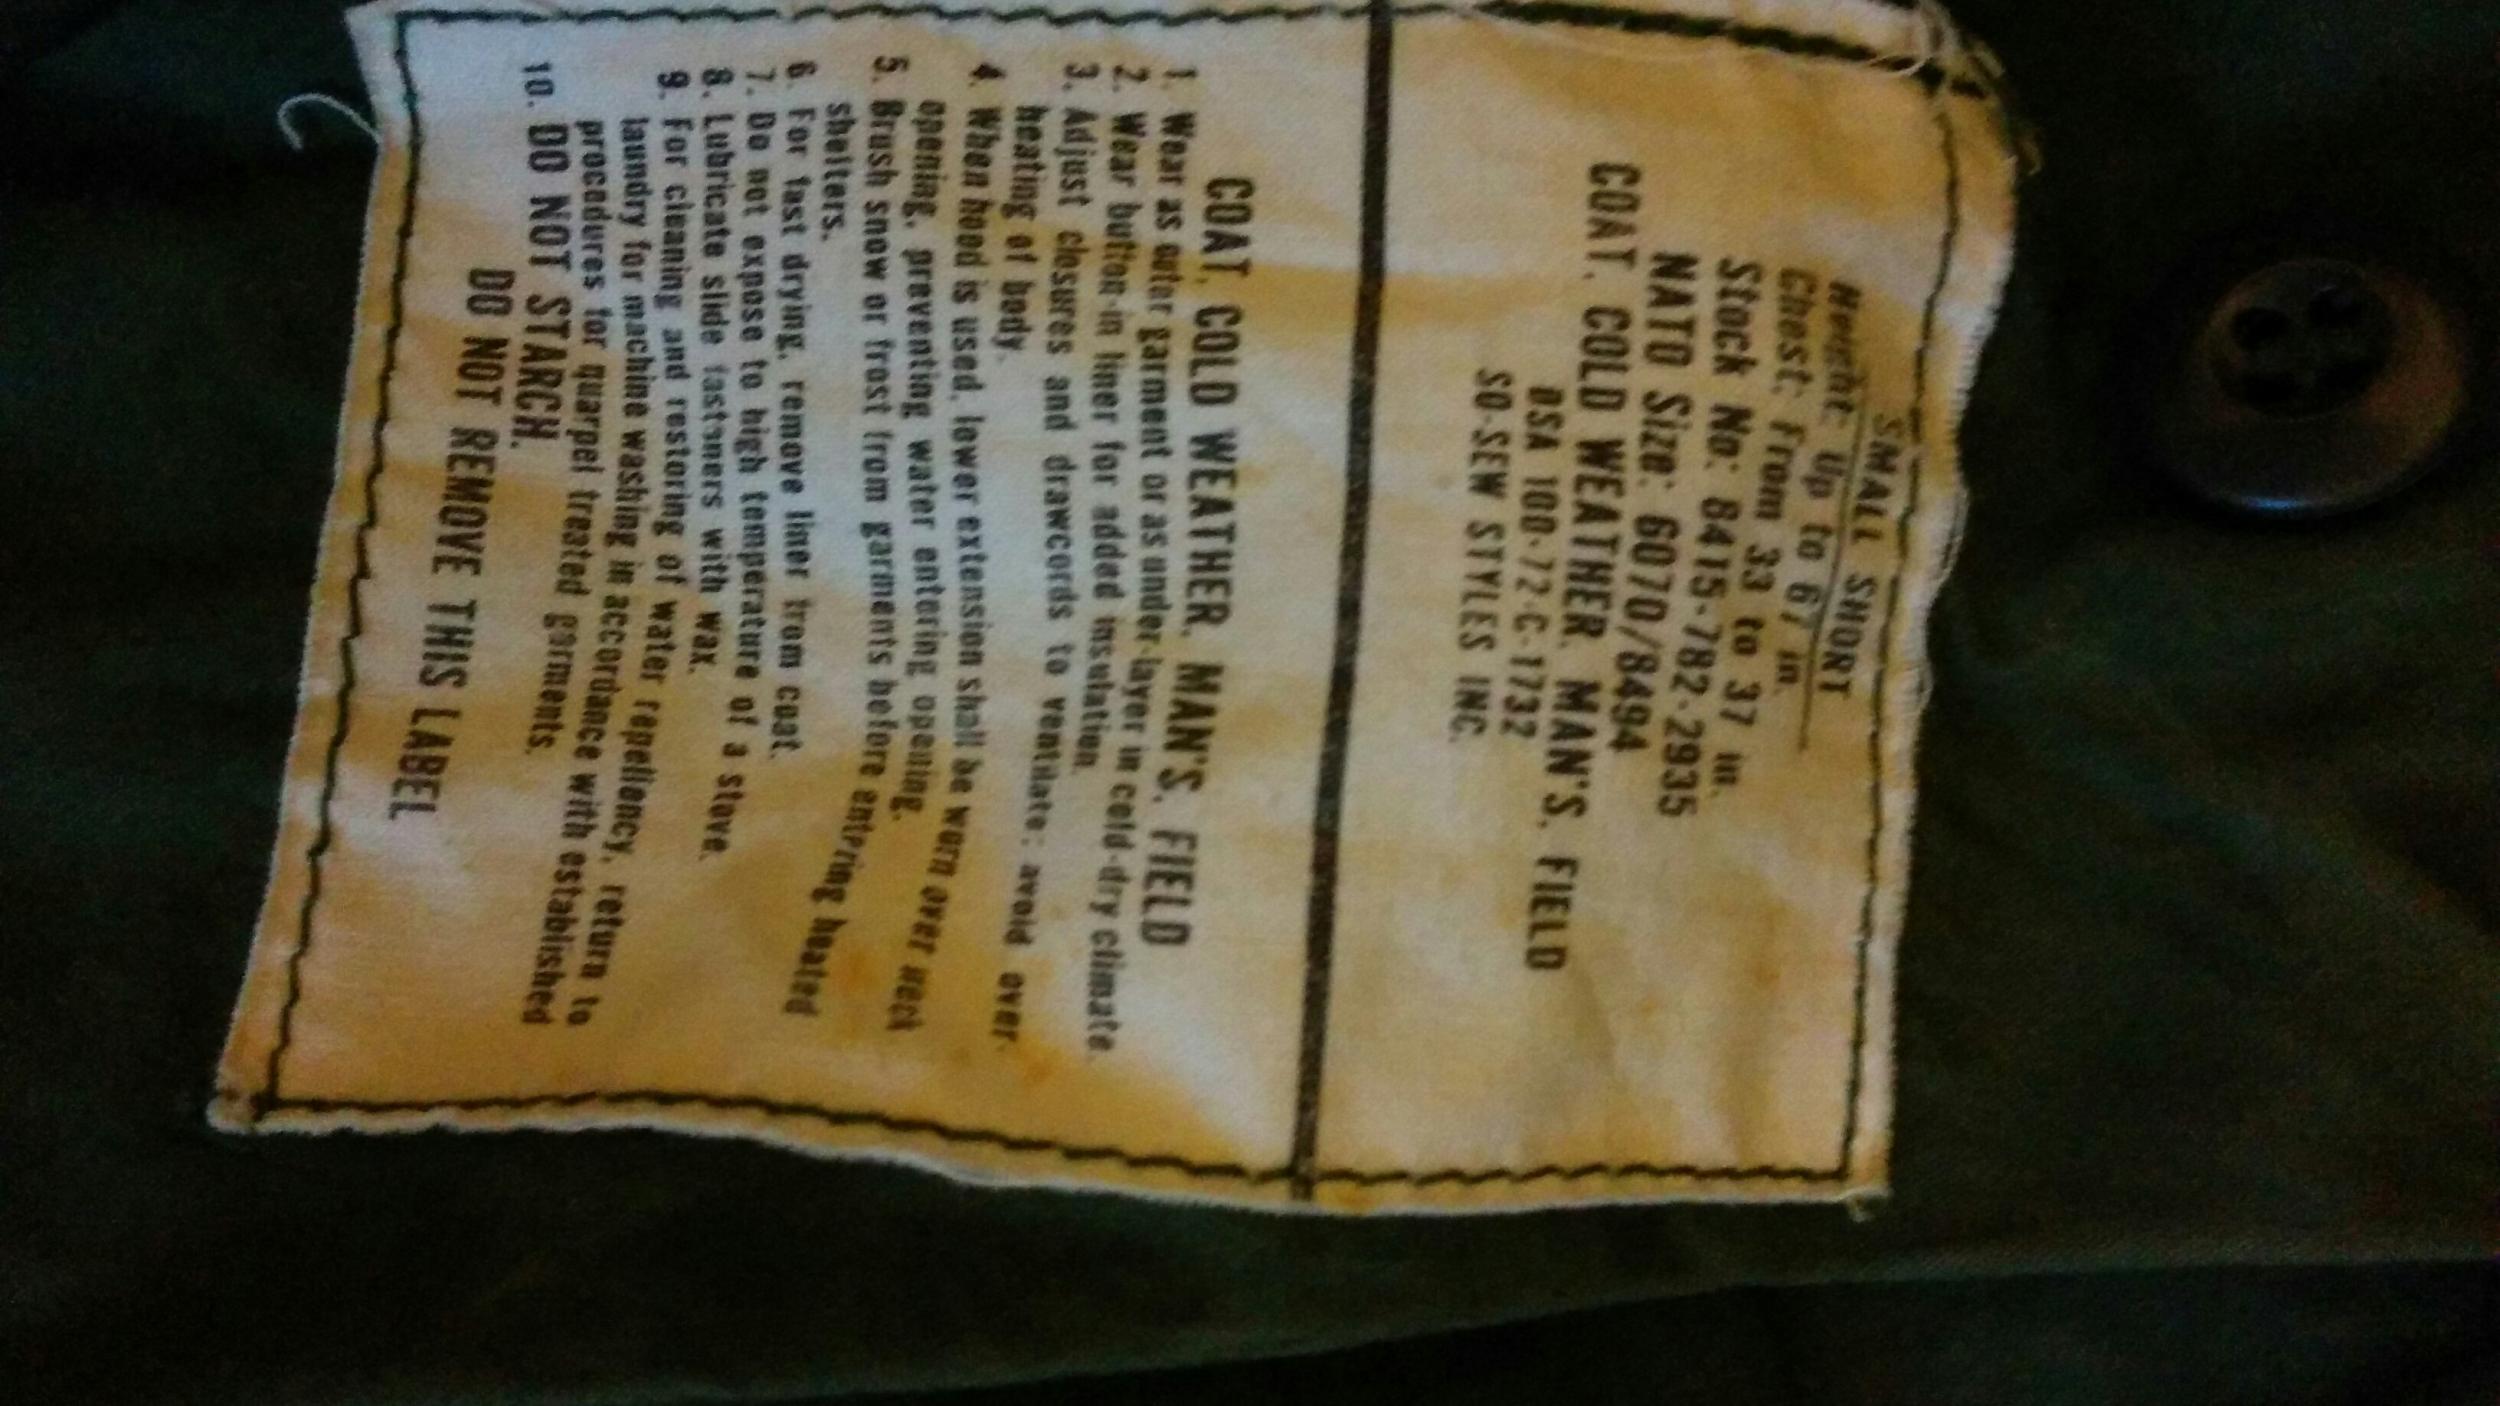 SMALL SHORT
Height: Up to 67 in.
Chest: From 33 to 37 in.
Stock No: 8415-782-2935
NATO Size: 6070/8494
COAT, COLD WEATHER, MAN'S, FIELD
DSA 100-72-C-1732
SO-SEW STYLES INC.
COAT, COLD WEATHER, MAN'S, FIELD
1. Wear as outer garment or as under-layer in cold-dry climate.
2. Wear button-in liner for added insulation.
3. Adjust closures and drawcords to ventilate; avoid over-
heating of body.
4. When hood is used, lower extension shall be worn over neck
opening, preventing water entering opening.
5. Brush snow or frost from garments before entering heated
shelters.
6. For fast drying, remove liner from coat.
7. Do not expose to high temperature of a stove.
8. Lubricate slide fasteners with wax.
9. For cleaning and restoring of water repellency, return to
laundry for machine washing in accordance with established
procedures for quarpel treated garments.
10. DO NOT STARCH.
DO NOT REMOVE THIS LABEL